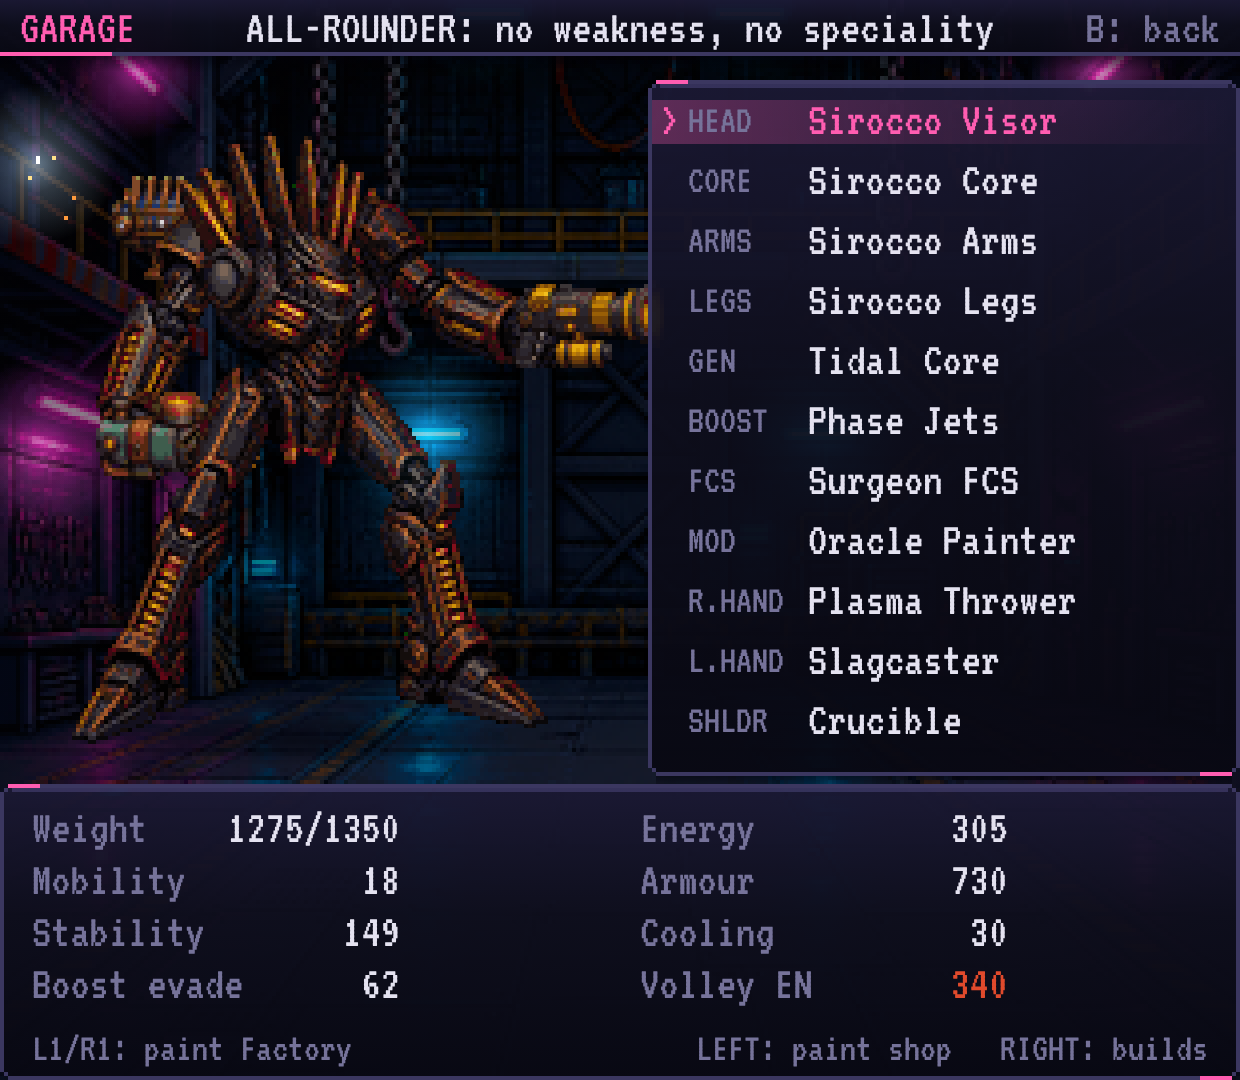 GARAGE ALL-ROUNDER: no weakness, no speciality B: back
HEAD Sirocco Visor
CORE Sirocco Core
ARMS Sirocco Arms
LEGS Sirocco Legs
GEN Tidal Core
BOOST Phase Jets
FCS Surgeon FCS
MOD Oracle Painter
R.HAND Plasma Thrower
L.HAND Slagcaster
SHLDR Crucible
Weight 1275/1350 Energy 305
Mobility 18 Armour 730
Stability 149 Cooling 30
Boost evade 62 Volley EN 340
L1/R1: paint Factory LEFT: paint shop RIGHT: builds